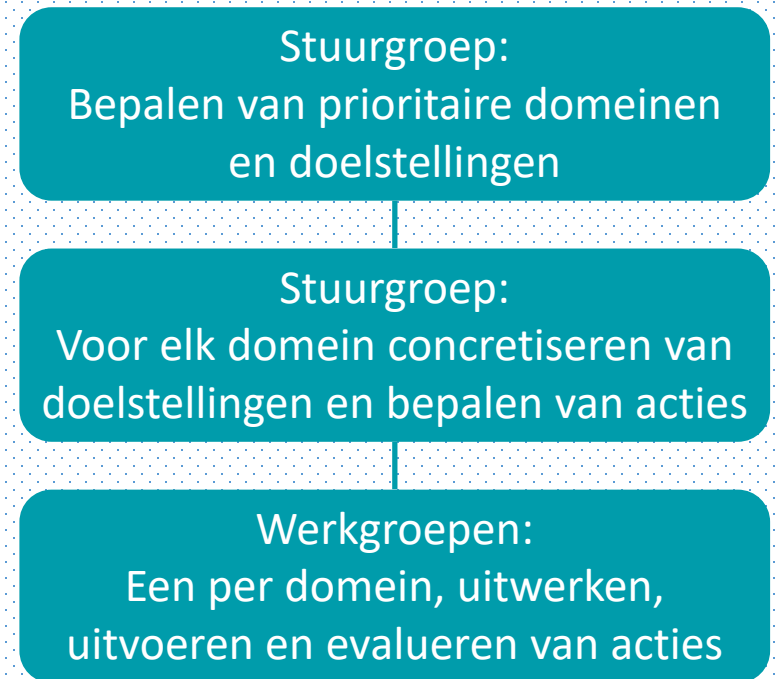 Stuurgroep:
Bepalen van prioritaire domeinen
en doelstellingen
Stuurgroep:
Voor elk domein concretiseren van
doelstellingen en bepalen van acties
Werkgroepen:
Een per domein, uitwerken,
uitvoeren en evalueren van acties